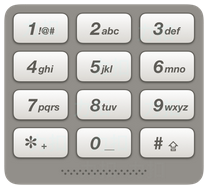 1 !@# 2 abc 3 def
4 ghi 5 jkl 6 mno
7 pqrs 8 tuv 9 wxyz
* + 0 _ # ⇧